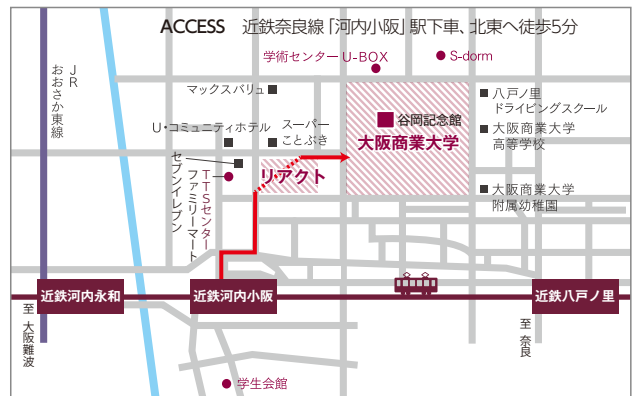 ACCESS 近鉄奈良線「河内小阪」駅下車、北東へ徒歩5分
学術センター U-BOX
S-dorm
JR
おおさか東線
マックスバリュ
八戸ノ里
ドライビングスクール
谷岡記念館
大阪商業大学
大阪商業大学
高等学校
U・コミュニティホテル
スーパー
ことぶき
リアクト
セブンイレブン
ファミリーマート
TTSセンター
大阪商業大学
附属幼稚園
近鉄河内永和
近鉄河内小阪
近鉄八戸ノ里
至 大阪難波
至 奈良
学生会館